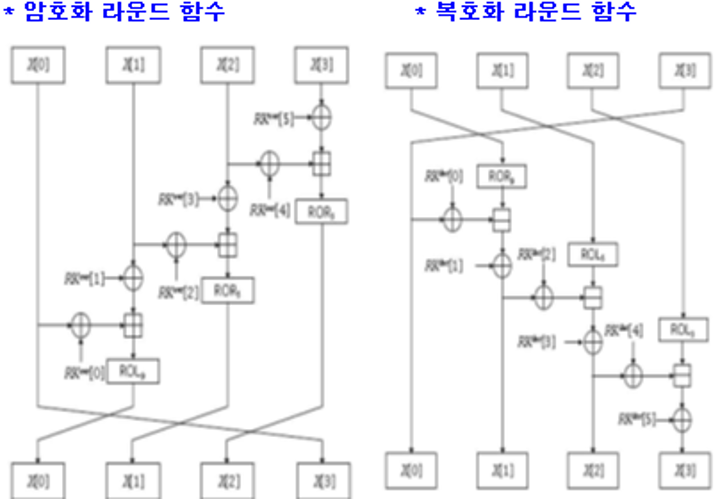 * 암호화 라운드 함수
* 복호화 라운드 함수
X[0] X[1] X[2] X[3]
X[0] X[1] X[2] X[3]
RK[5]
RK[4]
RK[3]
ROR
RK[2]
ROR
RK[1]
RK[0]
ROL₉
X[0] X[1] X[2] X[3]
RK[0]
ROR₉
RK[1]
RK[2]
ROL
RK[3]
RK[4]
ROL
RK[5]
X[0] X[1] X[2] X[3]